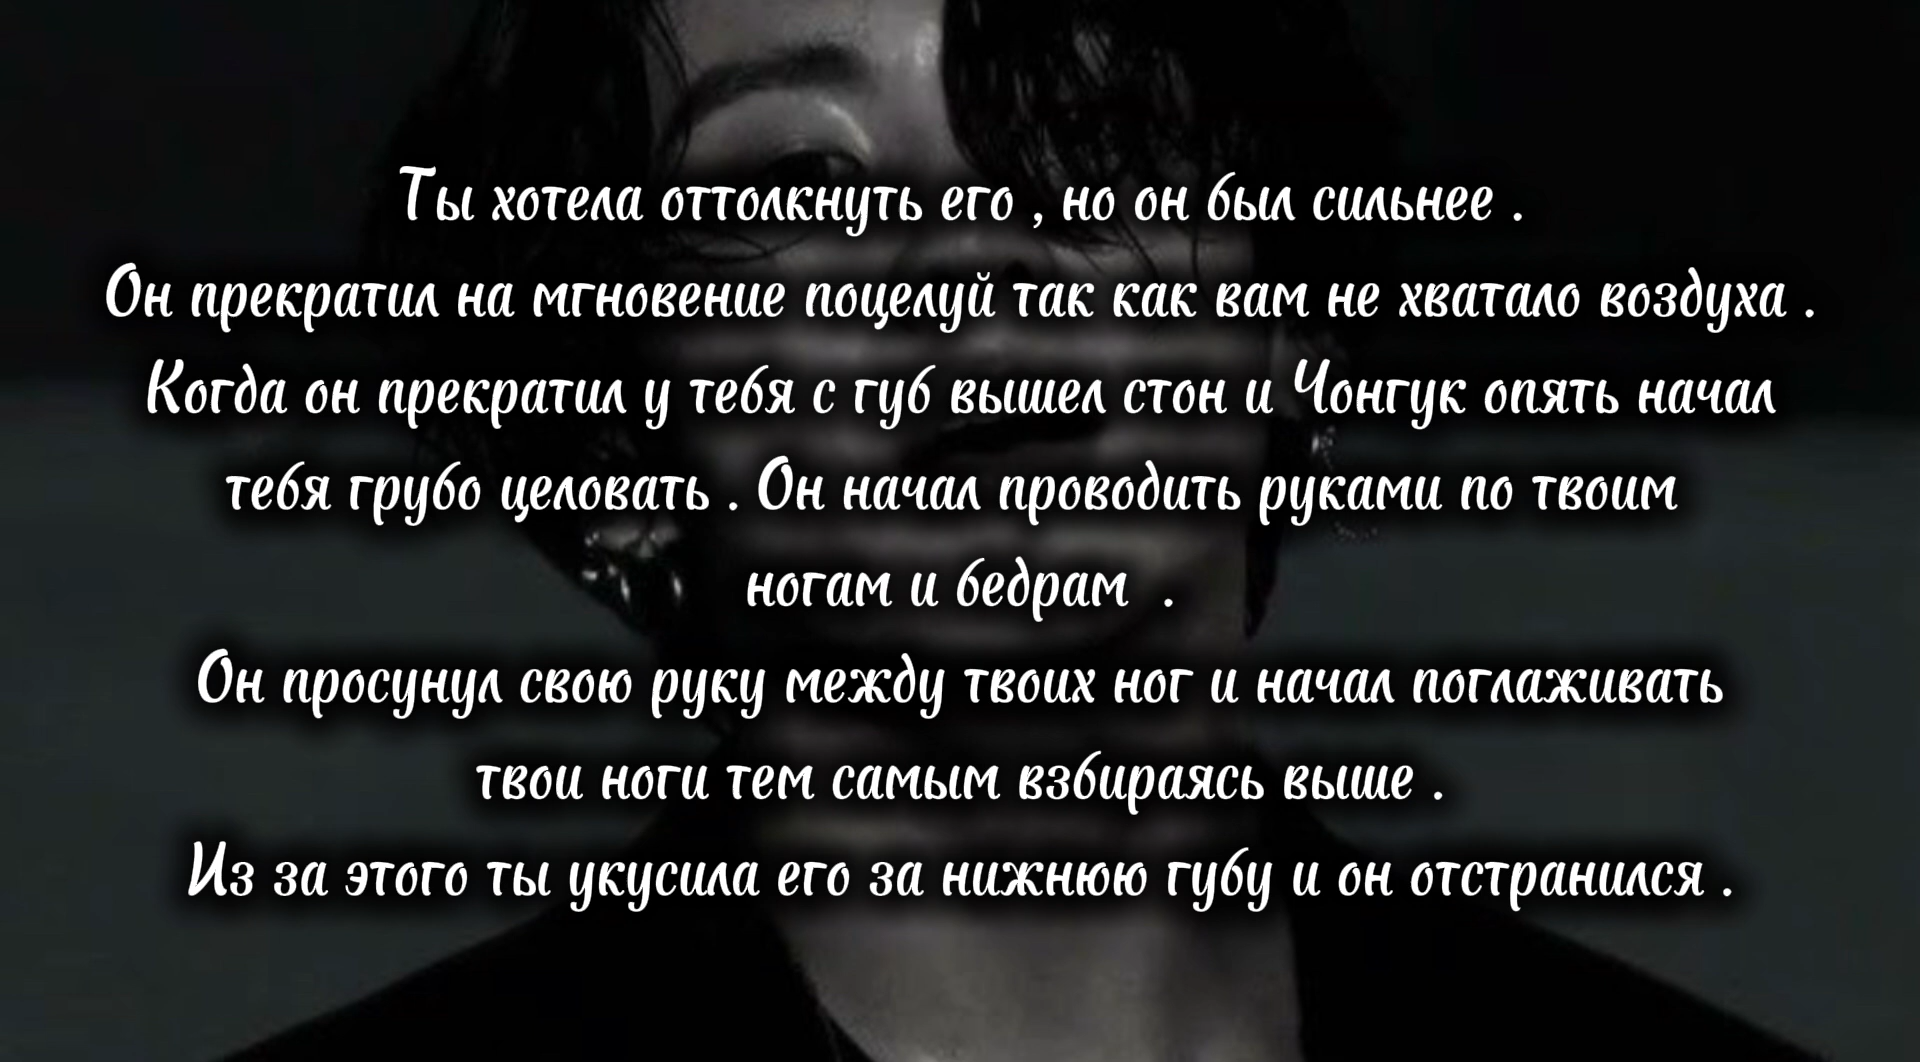 Ты хотела оттолкнуть его , но он был сильнее .
Он прекратил на мгновение поцелуй так как вам не хватало воздуха .
Когда он прекратил у тебя с губ вышел стон и Чонгук опять начал
тебя грубо целовать . Он начал проводить руками по твоим
ногам и бедрам .
Он просунул свою руку между твоих ног и начал поглаживать
твои ноги тем самым взбираясь выше .
Из за этого ты укусила его за нижнюю губу и он отстранился .